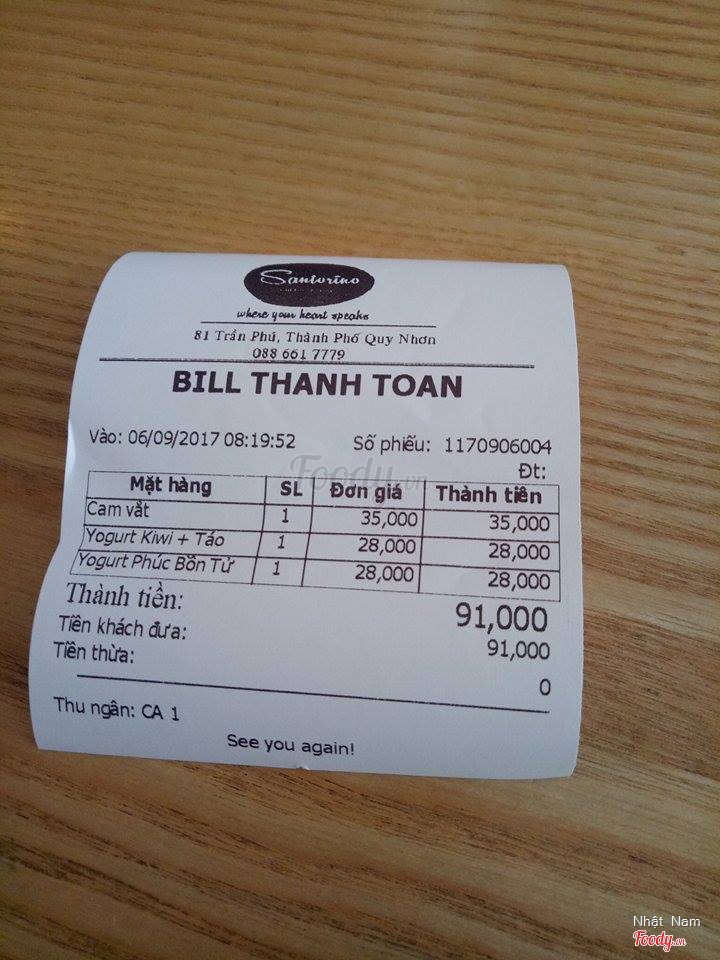 Santorino
where your heart speaks
81 Trần Phú, Thành Phố Quy Nhơn
088 661 7779
BILL THANH TOAN
Vào: 06/09/2017 08:19:52 Số phiếu: 1170906004
Đt:
Foody.vn
Mặt hàng SL Đơn giá Thành tiền
Cam vắt 1 35,000 35,000
Yogurt Kiwi + Táo 1 28,000 28,000
Yogurt Phúc Bồn Tử 1 28,000 28,000
Thành tiền: 91,000
Tiền khách đưa: 91,000
Tiền thừa: 0
Thu ngân: CA 1
See you again!
Nhật Nam
Foody.vn